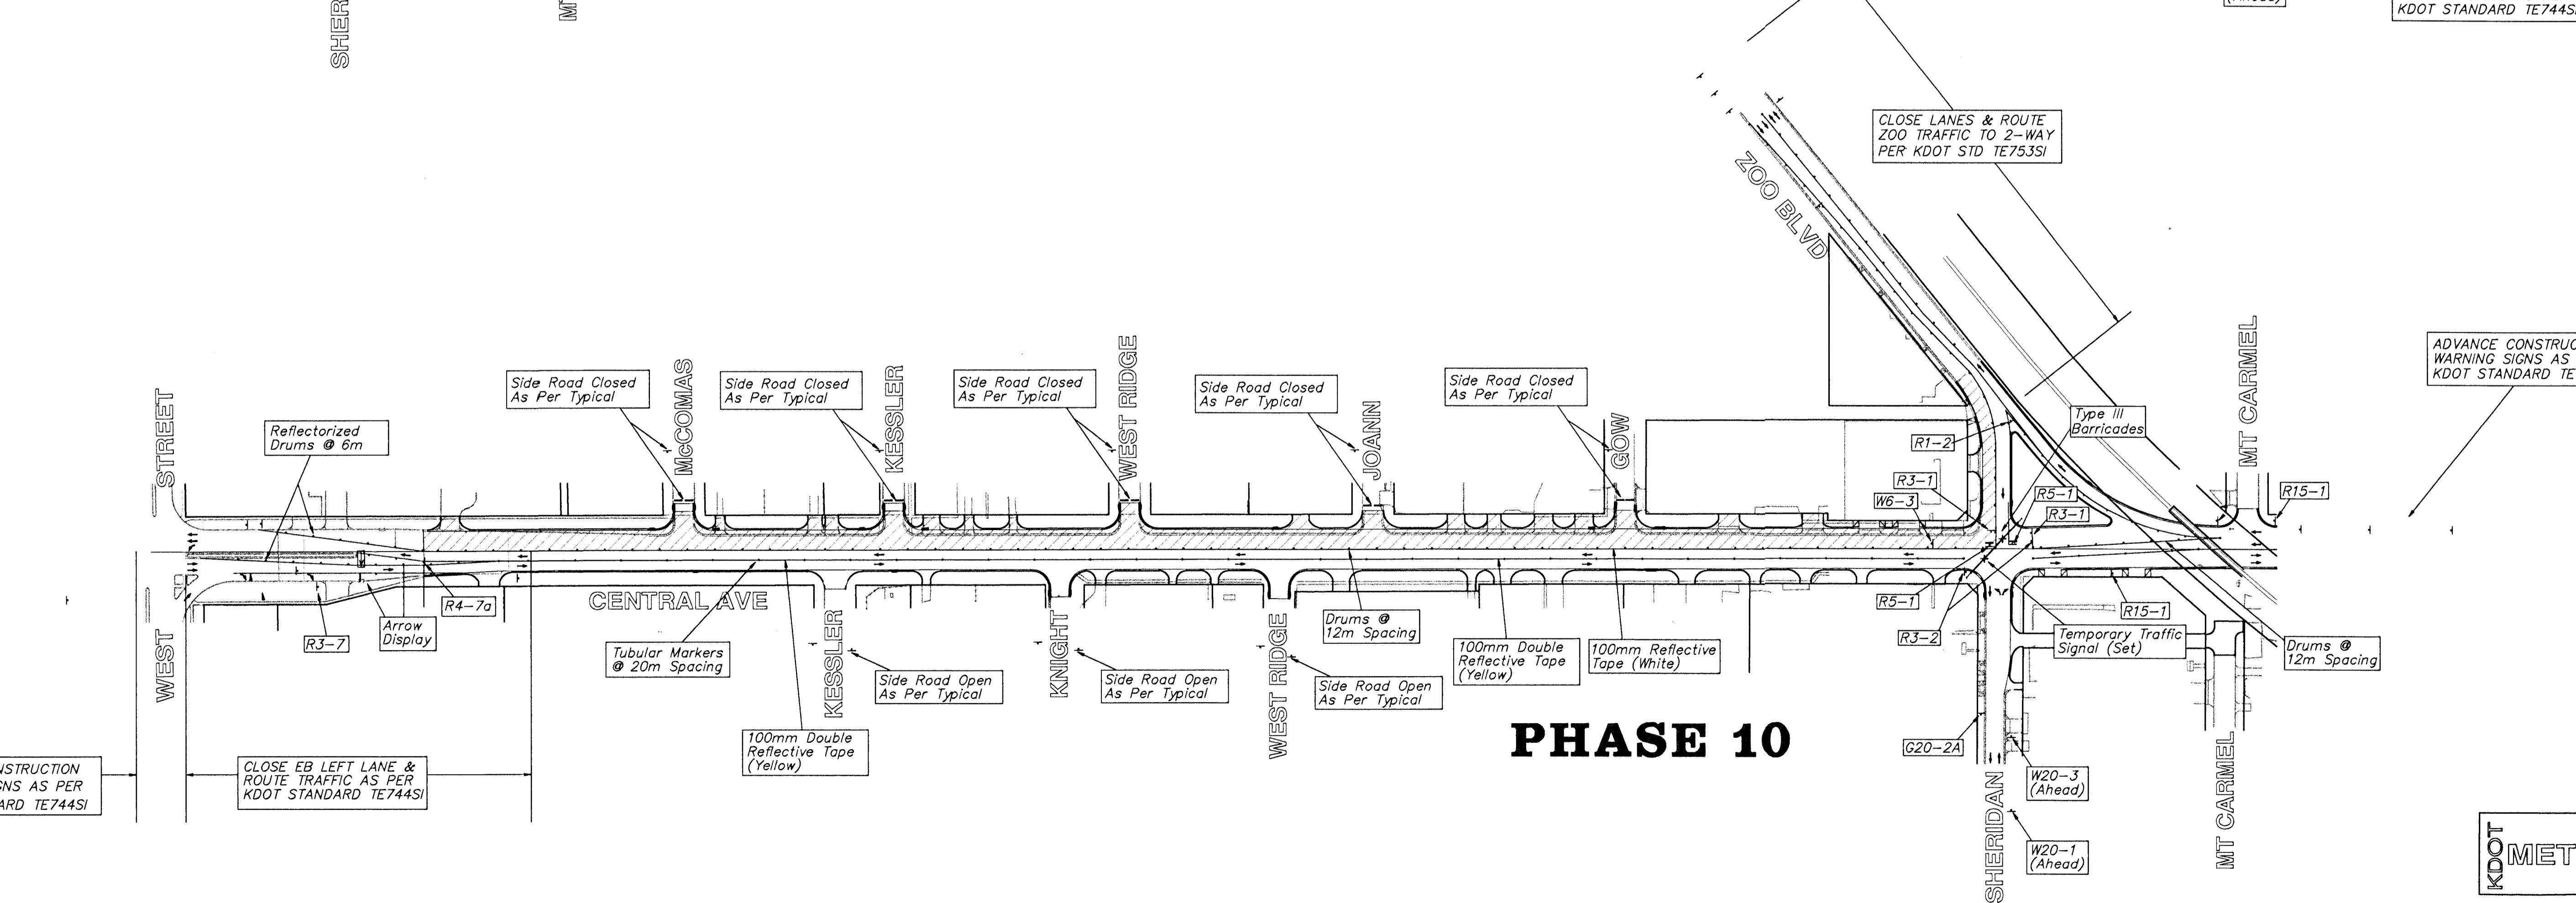 SHER
MT
(Ahead)
KDOT STANDARD TE744SI
CLOSE LANES & ROUTE
ZOO TRAFFIC TO 2-WAY
PER KDOT STD TE753SI
ZOO BLVD
ADVANCE CONSTRUC
WARNING SIGNS AS
KDOT STANDARD TE
MT CARMEL
Type III
Barricades
R1-2
R3-1
W6-3
R5-1
R3-1
R15-1
Side Road Closed
As Per Typical
McCOMAS
Side Road Closed
As Per Typical
KESSLER
Side Road Closed
As Per Typical
WEST RIDGE
Side Road Closed
As Per Typical
JOANN
Side Road Closed
As Per Typical
GOW
STREET
Reflectorized
Drums @ 6m
WEST
R3-7
Arrow
Display
R4-7a
CENTRAL AVE
Tubular Markers
@ 20m Spacing
100mm Double
Reflective Tape
(Yellow)
KESSLER
Side Road Open
As Per Typical
KNIGHT
Side Road Open
As Per Typical
WEST RIDGE
Side Road Open
As Per Typical
Drums @
12m Spacing
100mm Double
Reflective Tape
(Yellow)
100mm Reflective
Tape (White)
R5-1
R3-2
R15-1
Temporary Traffic
Signal (Set)
Drums @
12m Spacing
G20-2A
W20-3
(Ahead)
W20-1
(Ahead)
SHERIDAN
MT CARMEL
PHASE 10
NSTRUCTION
GNS AS PER
ARD TE744SI
CLOSE EB LEFT LANE &
ROUTE TRAFFIC AS PER
KDOT STANDARD TE744SI
KDOT
MET